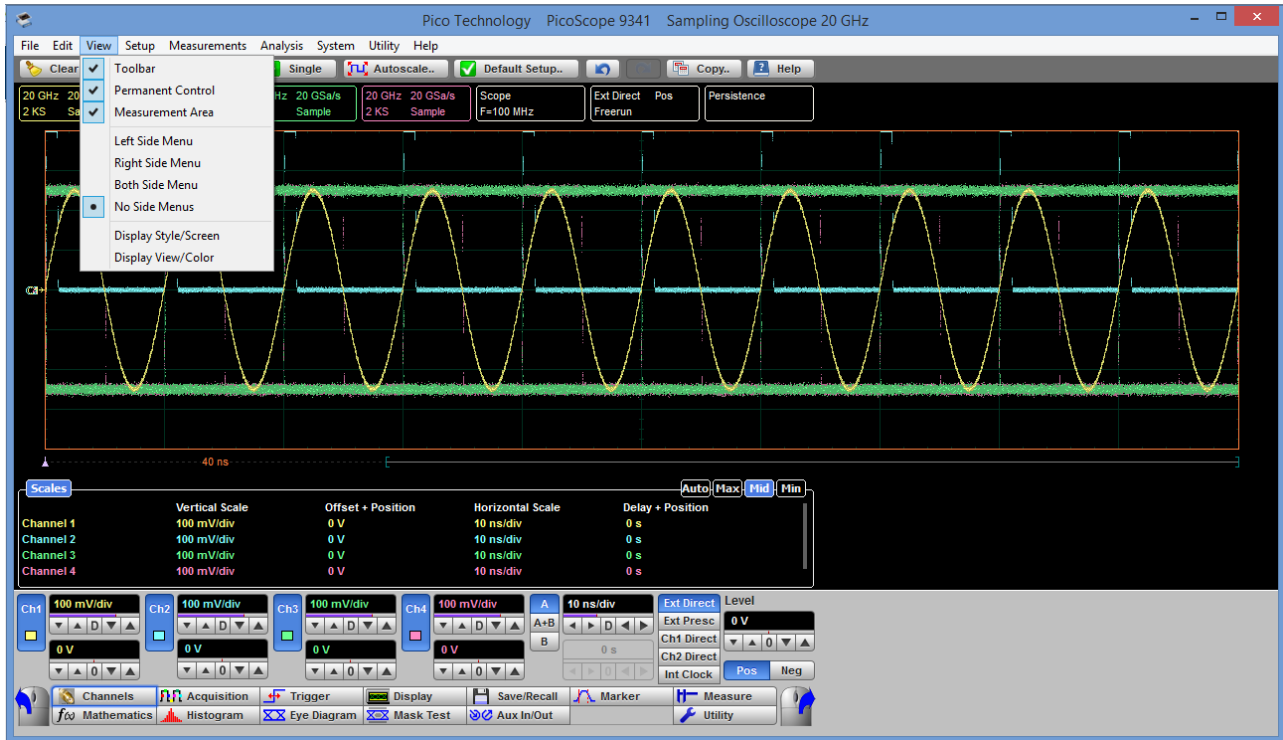 Pico Technology PicoScope 9341 Sampling Oscilloscope 20 GHz
File Edit View Setup Measurements Analysis System Utility Help
Clear Single Autoscale.. Default Setup.. Copy.. Help
Toolbar
Permanent Control
Measurement Area
Left Side Menu
Right Side Menu
Both Side Menu
No Side Menus
Display Style/Screen
Display View/Color
20 GHz 20 Hz 20 GSa/s 20 GHz 20 GSa/s Scope Ext Direct Pos Persistence
2 KS Sa Sample 2 KS Sample F=100 MHz Freerun
40 ns
Scales Auto Max Mid Min
Vertical Scale Offset + Position Horizontal Scale Delay + Position
Channel 1 100 mV/div 0 V 10 ns/div 0 s
Channel 2 100 mV/div 0 V 10 ns/div 0 s
Channel 3 100 mV/div 0 V 10 ns/div 0 s
Channel 4 100 mV/div 0 V 10 ns/div 0 s
Ch1 100 mV/div Ch2 100 mV/div Ch3 100 mV/div Ch4 100 mV/div A 10 ns/div Ext Direct Level
D D D D A+B D Ext Presc 0 V
0 V 0 V 0 V 0 V B 0 s Ch1 Direct 0
Ch2 Direct
0 0 0 0 0 Int Clock Pos Neg
Channels Acquisition Trigger Display Save/Recall Marker Measure
f(x) Mathematics Histogram Eye Diagram Mask Test Aux In/Out Utility